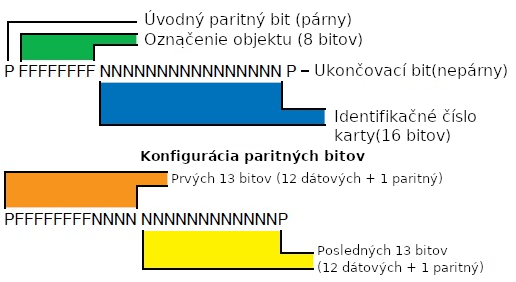 Úvodný paritný bit (párny)
Označenie objektu (8 bitov)
P FFFFFFFF NNNNNNNNNNNNNNNN P – Ukončovací bit(nepárny)
Identifikačné číslo
karty(16 bitov)
Konfigurácia paritných bitov
Prvých 13 bitov (12 dátových + 1 paritný)
PFFFFFFFFNNNN NNNNNNNNNNNNP
Posledných 13 bitov
(12 dátových + 1 paritný)